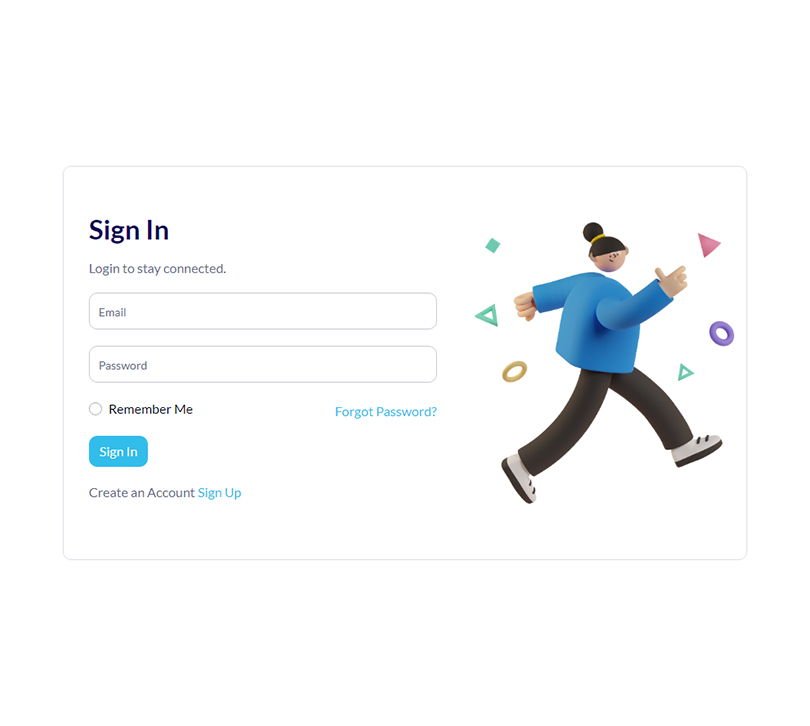 Sign In
Login to stay connected.
Email
Password
Remember Me
Forgot Password?
Sign In
Create an Account Sign Up